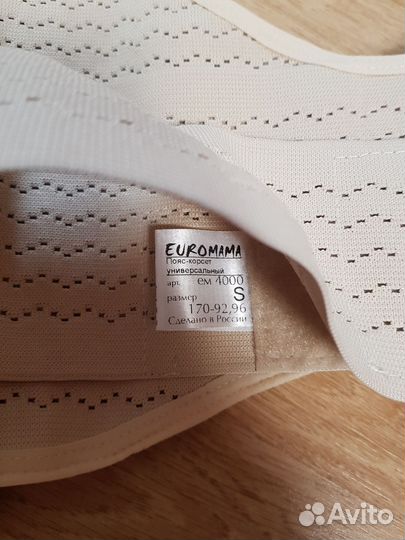 EUROMAMA
Пояс-корсет
универсальный
арт. ем 4000
размер S
170-92,96
Сделано в России
Avito